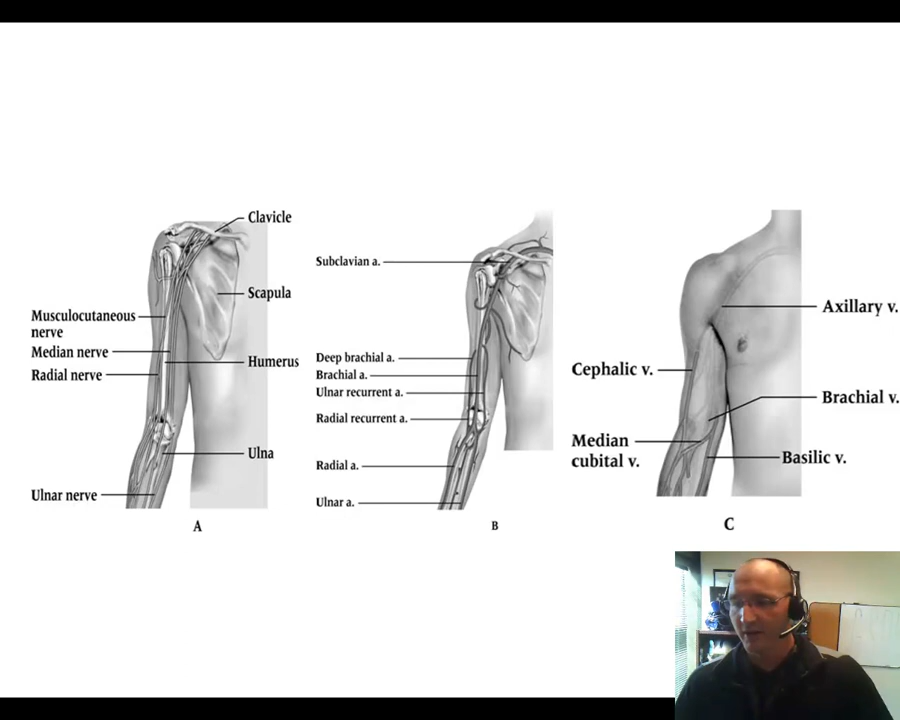 Clavicle
Scapula
Musculocutaneous
nerve
Median nerve
Humerus
Radial nerve
Ulna
Ulnar nerve
A
Subclavian a.
Deep brachial a.
Brachial a.
Ulnar recurrent a.
Radial recurrent a.
Radial a.
Ulnar a.
B
Axillary v.
Cephalic v.
Brachial v.
Median
cubital v.
Basilic v.
C